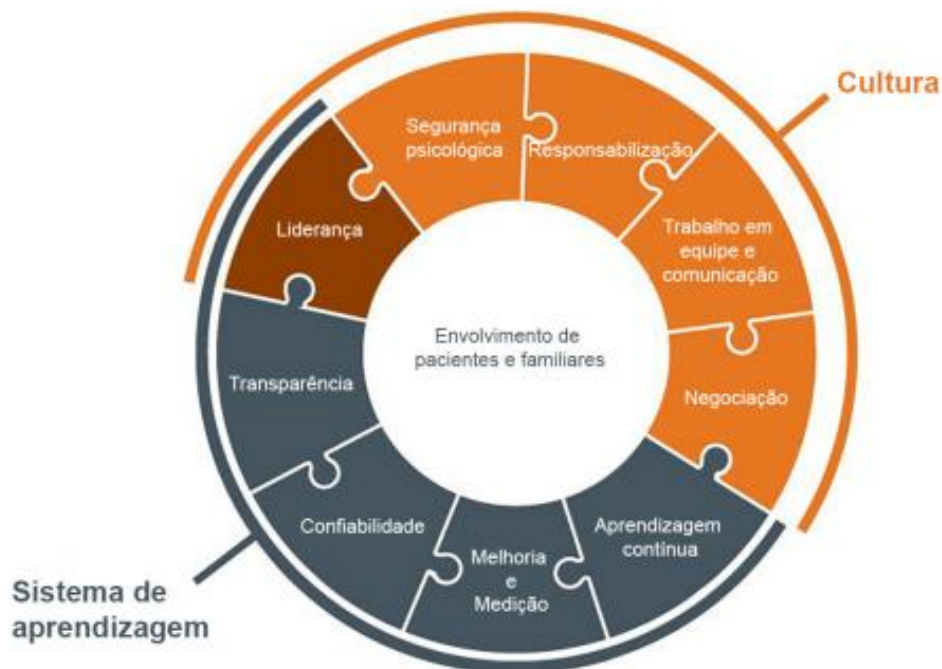 Cultura
Segurança
psicológica
Responsabilização
Trabalho em
equipe e
comunicação
Liderança
Envolvimento de
pacientes e familiares
Transparência
Negociação
Confiabilidade
Melhoria
e
Medição
Aprendizagem
contínua
Sistema de
aprendizagem